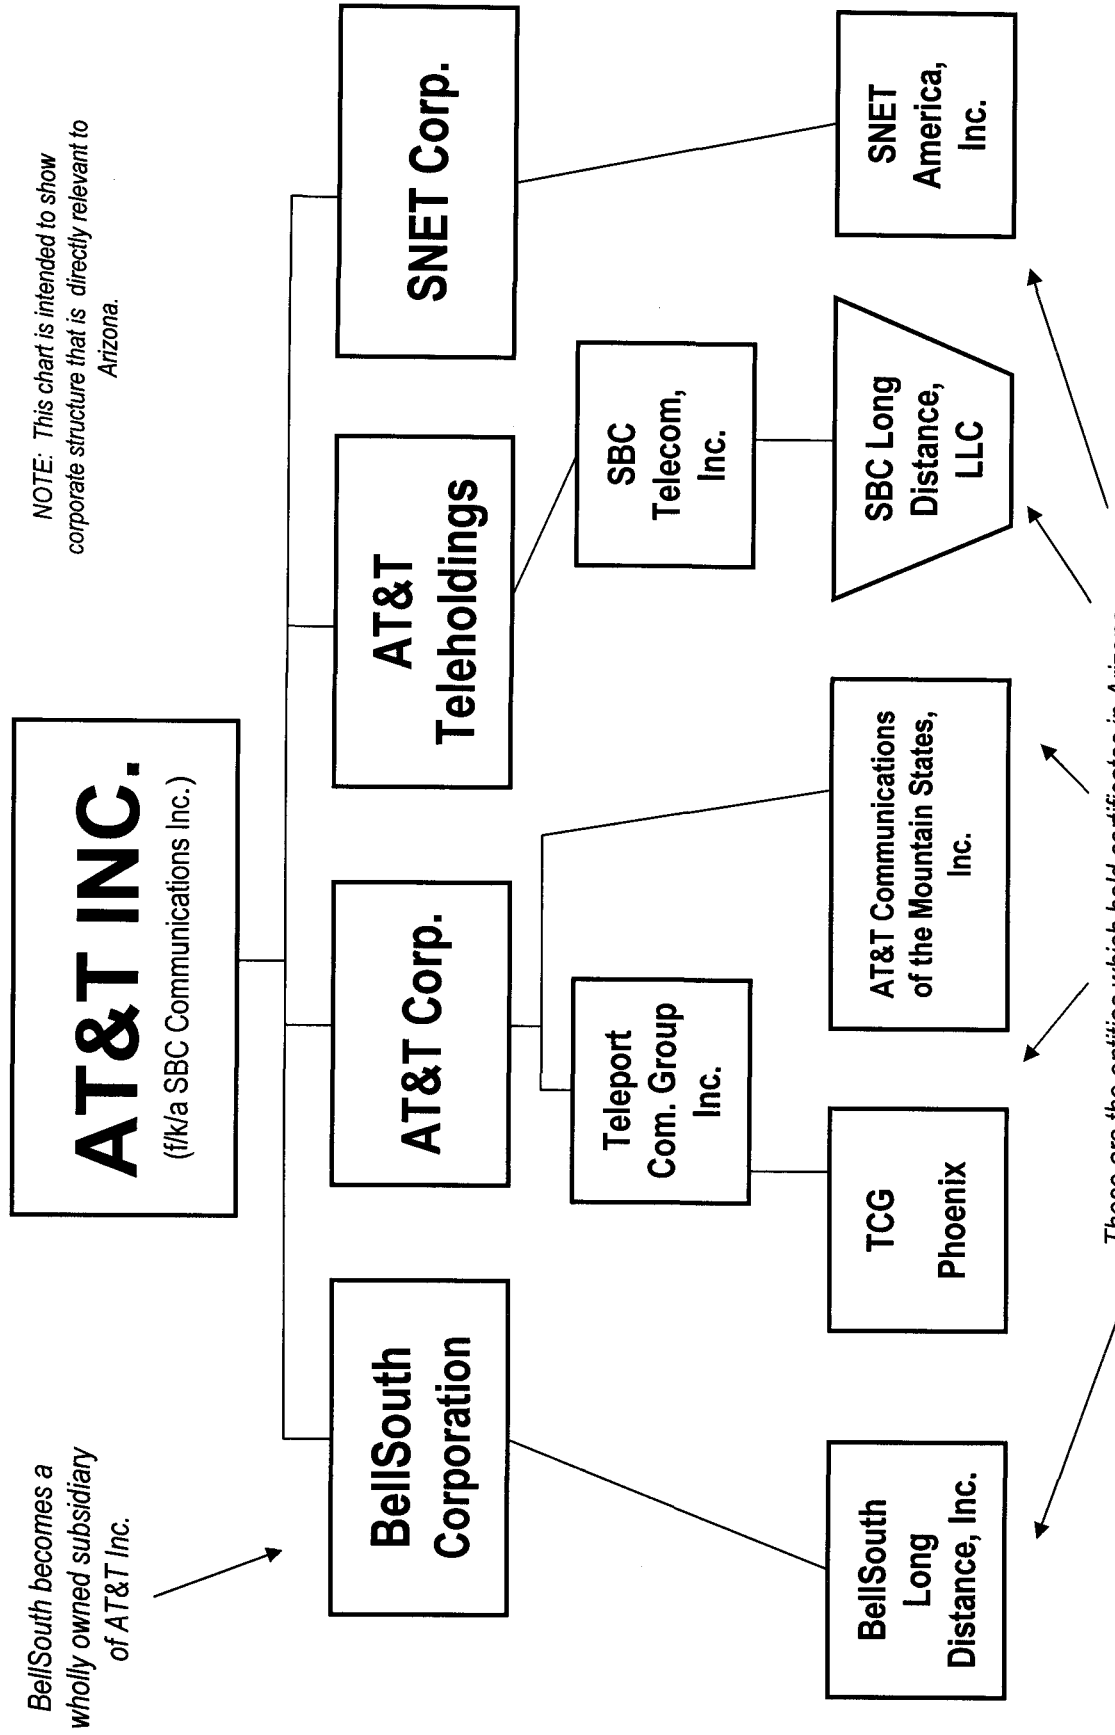 BellSouth becomes a
wholly owned subsidiary
of AT&T Inc.
AT&T INC.
(f/k/a SBC Communications Inc.)
NOTE: This chart is intended to show
corporate structure that is directly relevant to
Arizona.
BellSouth
Corporation
AT&T Corp.
AT&T
Teleholdings
SNET Corp.
Teleport
Com. Group
Inc.
SBC
Telecom,
Inc.
BellSouth
Long
Distance, Inc.
TCG
Phoenix
AT&T Communications
of the Mountain States,
Inc.
SBC Long
Distance,
LLC
SNET
America,
Inc.
These are the entities which hold certificates in Arizona